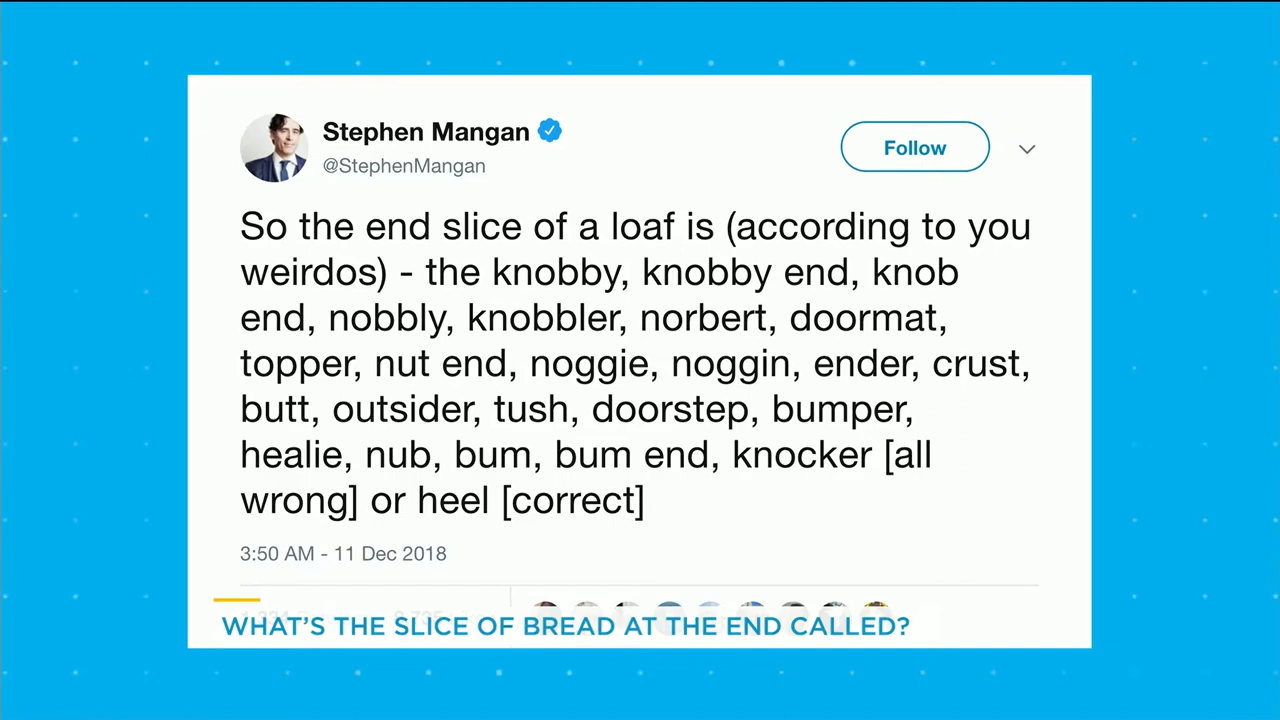 Stephen Mangan
@StephenMangan
Follow
So the end slice of a loaf is (according to you
weirdos) - the knobby, knobby end, knob
end, nobbly, knobbler, norbert, doormat,
topper, nut end, noggie, noggin, ender, crust,
butt, outsider, tush, doorstep, bumper,
healie, nub, bum, bum end, knocker [all
wrong] or heel [correct]
3:50 AM - 11 Dec 2018
WHAT'S THE SLICE OF BREAD AT THE END CALLED?